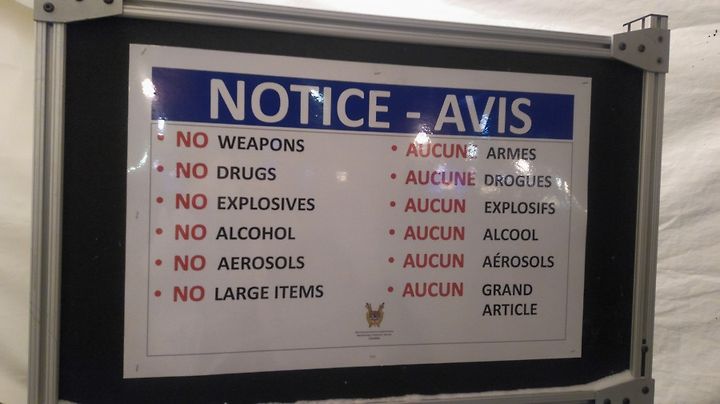 NOTICE - AVIS
• NO WEAPONS
• NO DRUGS
• NO EXPLOSIVES
• NO ALCOHOL
• NO AEROSOLS
• NO LARGE ITEMS
• AUCUNE ARMES
• AUCUNE DROGUES
• AUCUN EXPLOSIFS
• AUCUN ALCOOL
• AUCUN AÉROSOLS
• AUCUN GRAND
ARTICLE